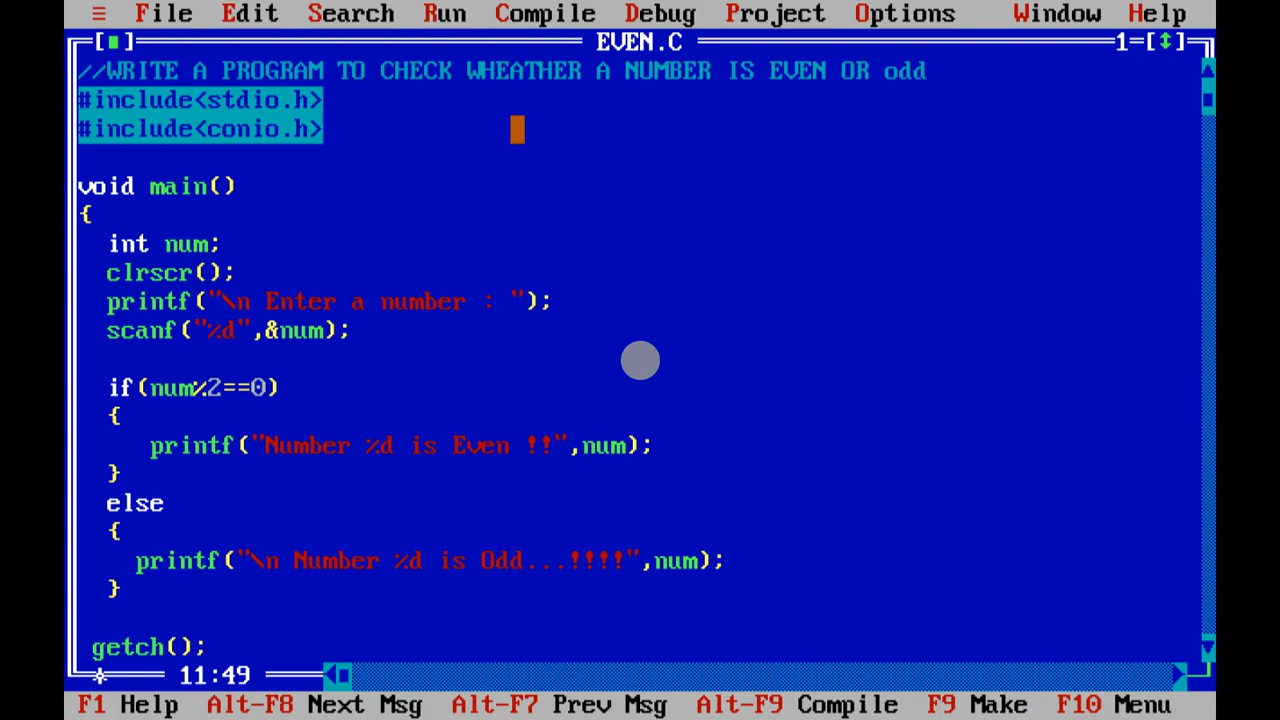 ≡ File Edit Search Run Compile Debug Project Options Window Help
[■] EVEN.C 1=[↕]
//WRITE A PROGRAM TO CHECK WHEATHER A NUMBER IS EVEN OR odd
#include<stdio.h>
#include<conio.h>
void main()
{
int num;
clrscr();
printf("\n Enter a number : ");
scanf("%d",&num);
if(num%2==0)
{
printf("Number %d is Even !!",num);
}
else
{
printf("\n Number %d is Odd...!!!!",num);
}
getch();
11:49
F1 Help Alt-F8 Next Msg Alt-F7 Prev Msg Alt-F9 Compile F9 Make F10 Menu